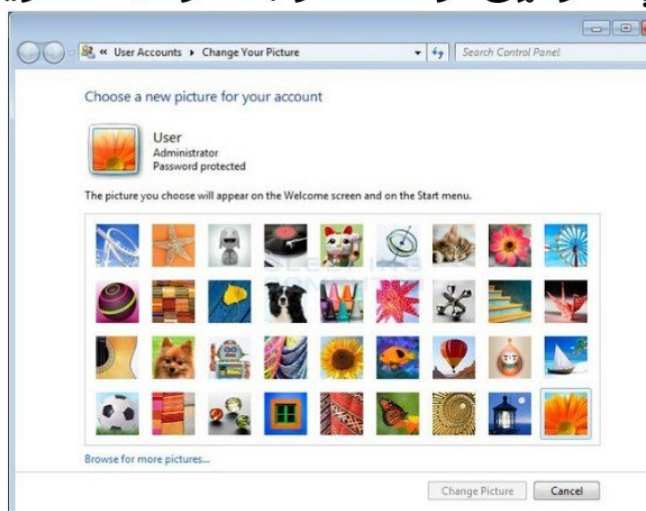 « User Accounts ▸ Change Your Picture
Search Control Panel
Choose a new picture for your account
User
Administrator
Password protected
The picture you choose will appear on the Welcome screen and on the Start menu.
BLEEPING
COMPUTER
Browse for more pictures...
Change Picture
Cancel